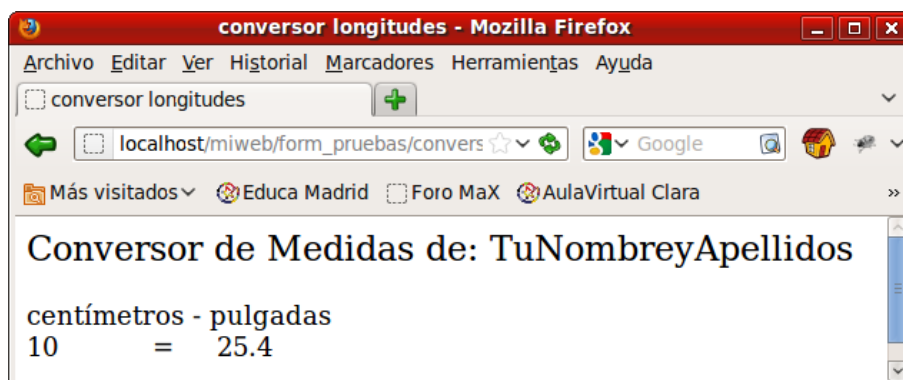 conversor longitudes - Mozilla Firefox
Archivo Editar Ver Historial Marcadores Herramientas Ayuda
conversor longitudes
localhost/miweb/form_pruebas/convers Google
Más visitados Educa Madrid Foro MaX AulaVirtual Clara »
Conversor de Medidas de: TuNombreyApellidos
centímetros - pulgadas
10 = 25.4